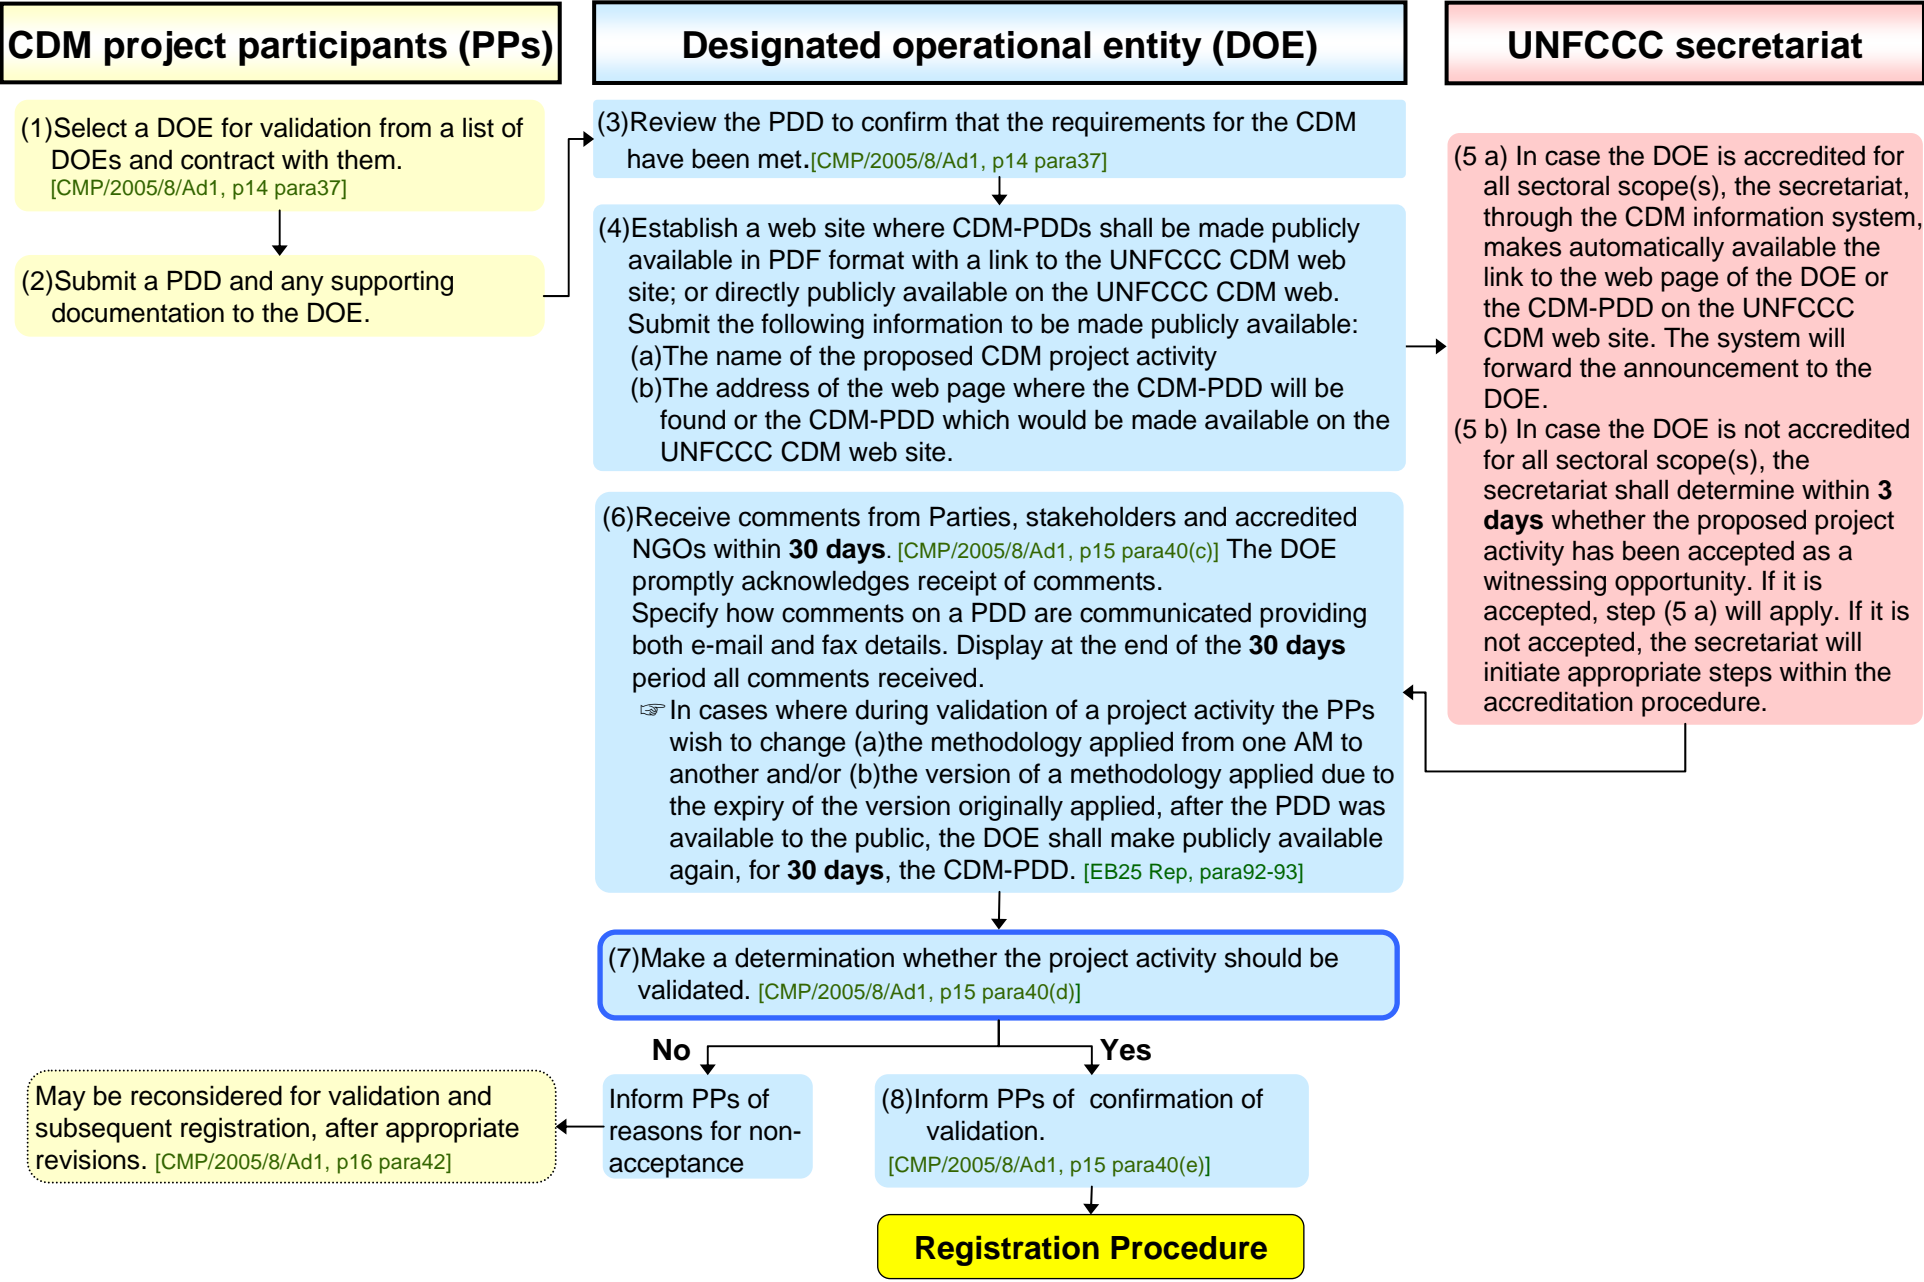 CDM project participants (PPs)
Designated operational entity (DOE)
UNFCCC secretariat
(1)Select a DOE for validation from a list of
DOEs and contract with them.
[CMP/2005/8/Ad1, p14 para37]
(2)Submit a PDD and any supporting
documentation to the DOE.
(3)Review the PDD to confirm that the requirements for the CDM
have been met.[CMP/2005/8/Ad1, p14 para37]
(4)Establish a web site where CDM-PDDs shall be made publicly
available in PDF format with a link to the UNFCCC CDM web
site; or directly publicly available on the UNFCCC CDM web.
Submit the following information to be made publicly available:
(a)The name of the proposed CDM project activity
(b)The address of the web page where the CDM-PDD will be
found or the CDM-PDD which would be made available on the
UNFCCC CDM web site.
(5 a) In case the DOE is accredited for
all sectoral scope(s), the secretariat,
through the CDM information system,
makes automatically available the
link to the web page of the DOE or
the CDM-PDD on the UNFCCC
CDM web site. The system will
forward the announcement to the
DOE.
(5 b) In case the DOE is not accredited
for all sectoral scope(s), the
secretariat shall determine within 3
days whether the proposed project
activity has been accepted as a
witnessing opportunity. If it is
accepted, step (5 a) will apply. If it is
not accepted, the secretariat will
initiate appropriate steps within the
accreditation procedure.
(6)Receive comments from Parties, stakeholders and accredited
NGOs within 30 days. [CMP/2005/8/Ad1, p15 para40(c)] The DOE
promptly acknowledges receipt of comments.
Specify how comments on a PDD are communicated providing
both e-mail and fax details. Display at the end of the 30 days
period all comments received.
☞In cases where during validation of a project activity the PPs
wish to change (a)the methodology applied from one AM to
another and/or (b)the version of a methodology applied due to
the expiry of the version originally applied, after the PDD was
available to the public, the DOE shall make publicly available
again, for 30 days, the CDM-PDD. [EB25 Rep, para92-93]
(7)Make a determination whether the project activity should be
validated. [CMP/2005/8/Ad1, p15 para40(d)]
No
Yes
May be reconsidered for validation and
subsequent registration, after appropriate
revisions. [CMP/2005/8/Ad1, p16 para42]
Inform PPs of
reasons for non-
acceptance
(8)Inform PPs of confirmation of
validation.
[CMP/2005/8/Ad1, p15 para40(e)]
Registration Procedure